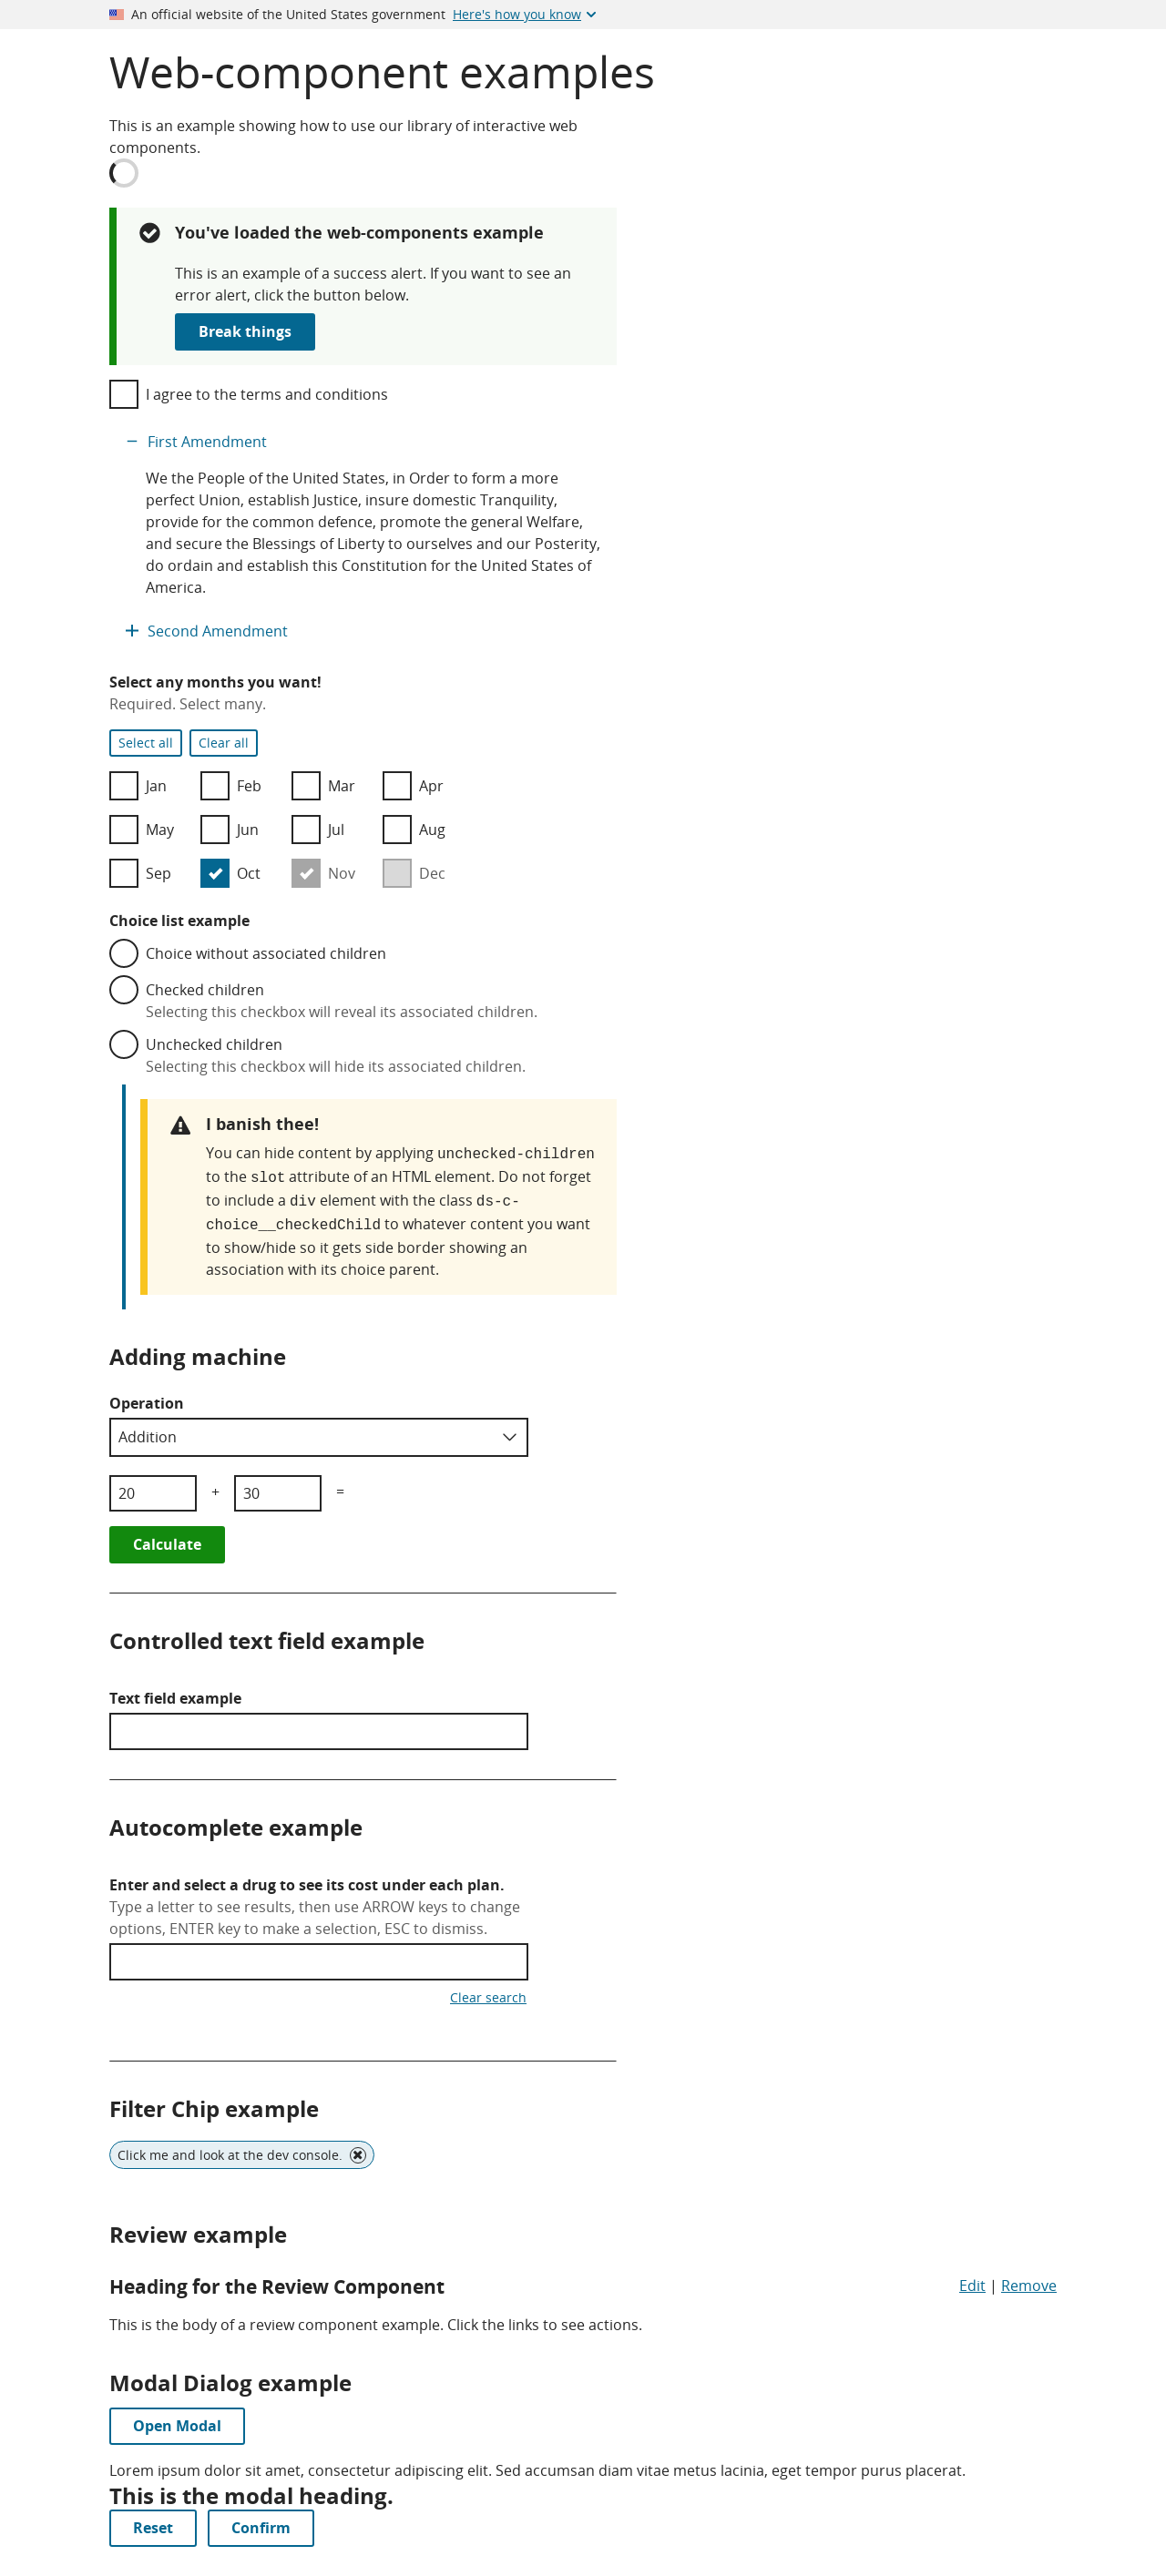 An official website of the United States government Here's how you know
Web-component examples
This is an example showing how to use our library of interactive web
components.
You've loaded the web-components example
This is an example of a success alert. If you want to see an
error alert, click the button below.
Break things
I agree to the terms and conditions
First Amendment
We the People of the United States, in Order to form a more
perfect Union, establish Justice, insure domestic Tranquility,
provide for the common defence, promote the general Welfare,
and secure the Blessings of Liberty to ourselves and our Posterity,
do ordain and establish this Constitution for the United States of
America.
Second Amendment
Select any months you want!
Required. Select many.
Select all Clear all
Jan Feb Mar Apr
May Jun Jul Aug
Sep Oct Nov Dec
Choice list example
Choice without associated children
Checked children
Selecting this checkbox will reveal its associated children.
Unchecked children
Selecting this checkbox will hide its associated children.
I banish thee!
You can hide content by applying unchecked-children
to the slot attribute of an HTML element. Do not forget
to include a div element with the class ds-c-
choice__checkedChild to whatever content you want
to show/hide so it gets side border showing an
association with its choice parent.
Adding machine
Operation
Addition
20 + 30 =
Calculate
Controlled text field example
Text field example
Autocomplete example
Enter and select a drug to see its cost under each plan.
Type a letter to see results, then use ARROW keys to change
options, ENTER key to make a selection, ESC to dismiss.
Clear search
Filter Chip example
Click me and look at the dev console.
Review example
Heading for the Review Component Edit | Remove
This is the body of a review component example. Click the links to see actions.
Modal Dialog example
Open Modal
Lorem ipsum dolor sit amet, consectetur adipiscing elit. Sed accumsan diam vitae metus lacinia, eget tempor purus placerat.
This is the modal heading.
Reset Confirm